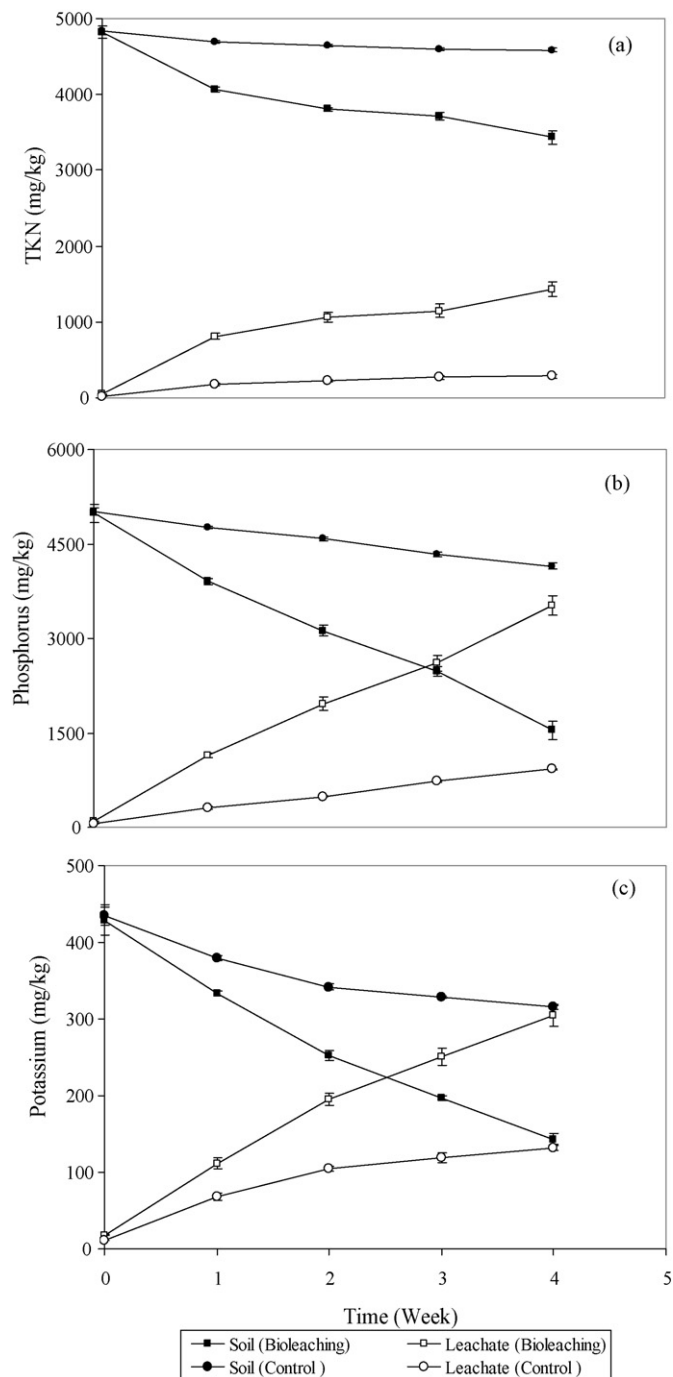 (a)
5000
4000
3000
2000
1000
0
TKN (mg/kg)
(b)
6000
4500
3000
1500
0
Phosphorus (mg/kg)
(c)
500
400
300
200
100
0
Potassium (mg/kg)
0 1 2 3 4 5
Time (Week)
Soil (Bioleaching) Leachate (Bioleaching)
Soil (Control ) Leachate (Control )